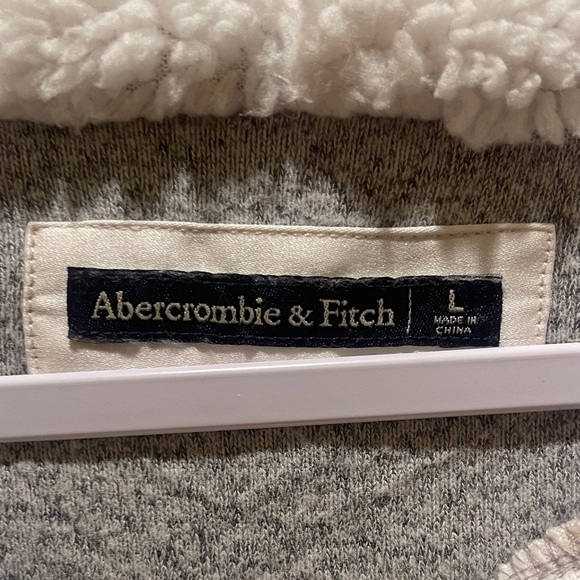 Abercrombie & Fitch
L
MADE IN
CHINA